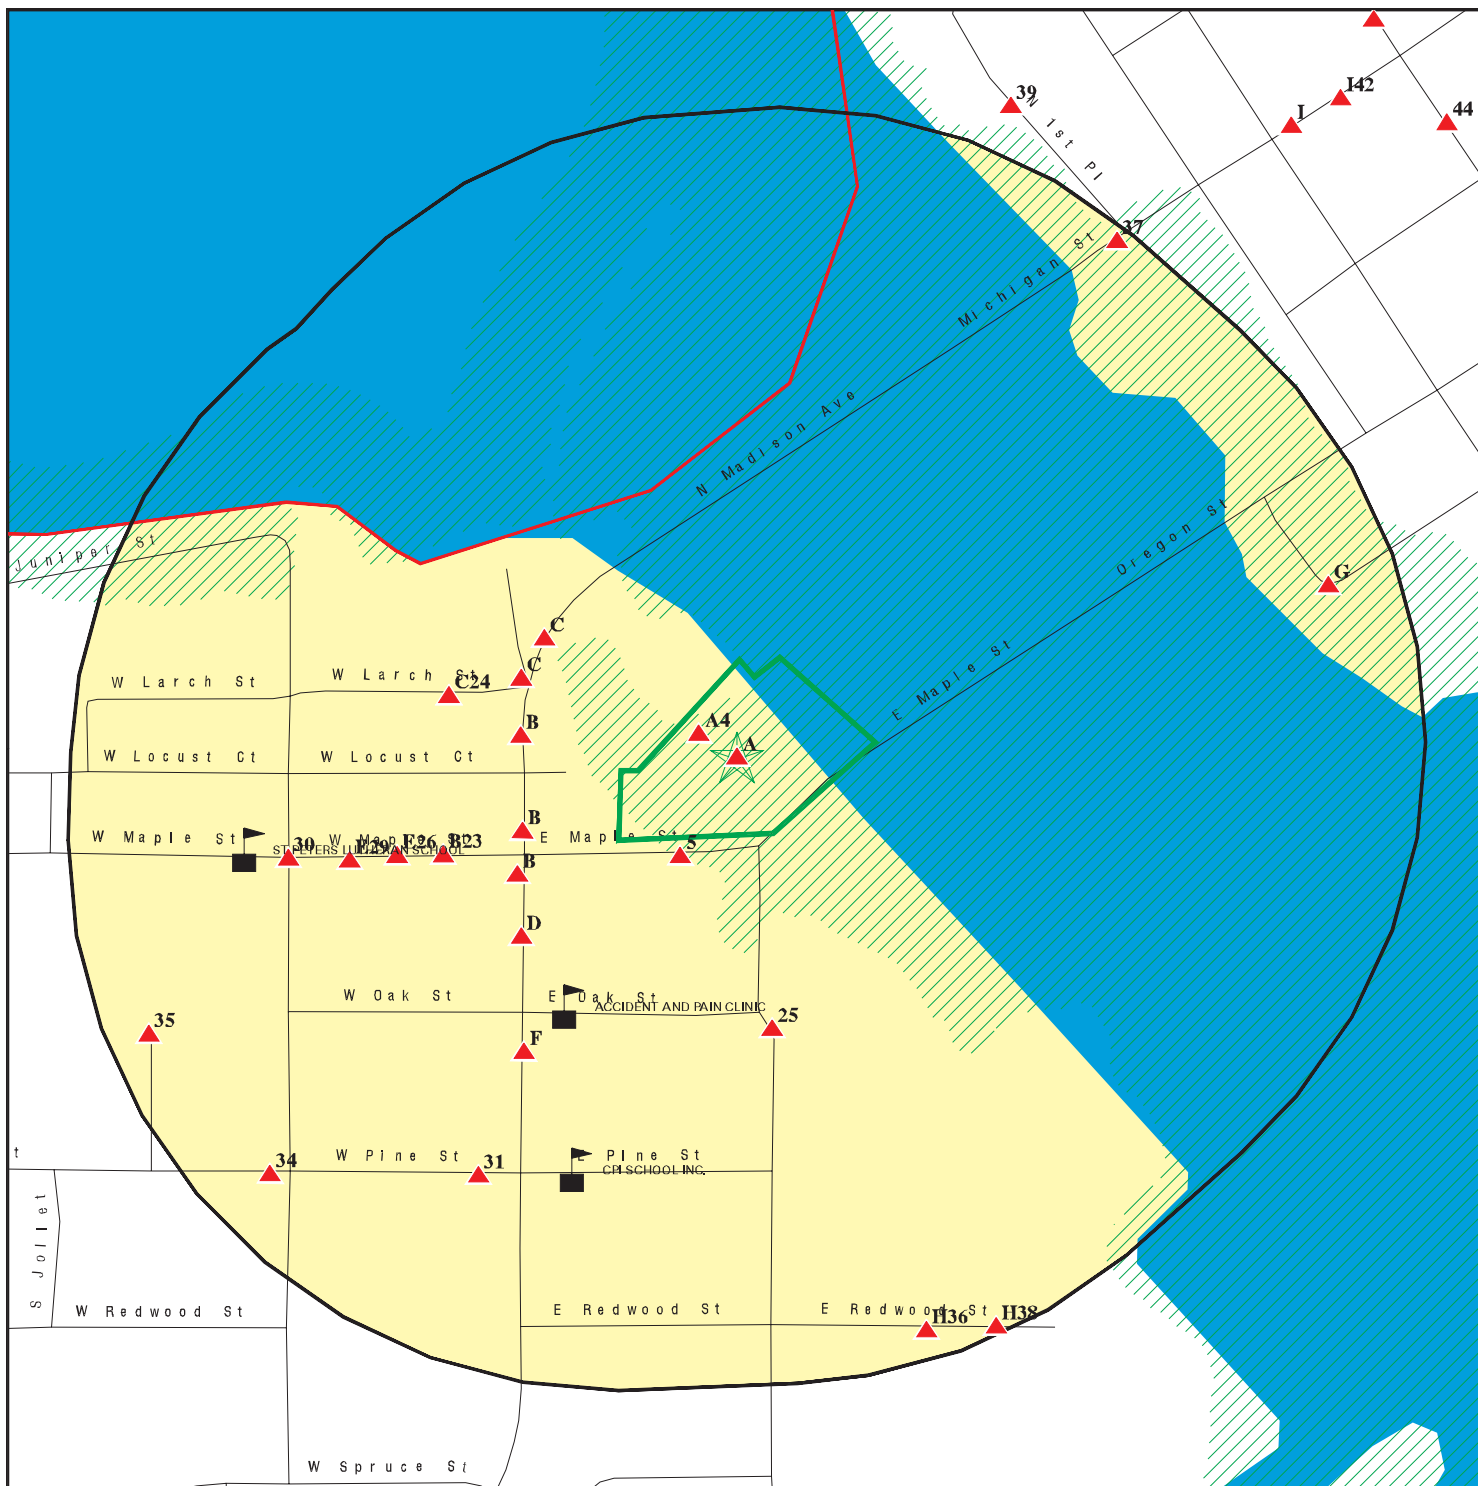 39
N 1st Pl
I42
I
44
37
Michigan St
N Madison Ave
Oregon St
Juniper St
G
C
W Larch St
W Larch St
C
C24
E Maple St
B
A4
A
W Locust Ct
W Locust Ct
W Maple St
W Maple St
B
E Maple St
30
E29
E26
B23
5
ST PETERS LUTHERAN SCHOOL
B
D
W Oak St
E Oak St
ACCIDENT AND PAIN CLINIC
35
25
F
t
W Pine St
E Pine St
34
31
CPI SCHOOL INC.
S Joliet
W Redwood St
E Redwood St
E Redwood St
H36
H38
W Spruce St